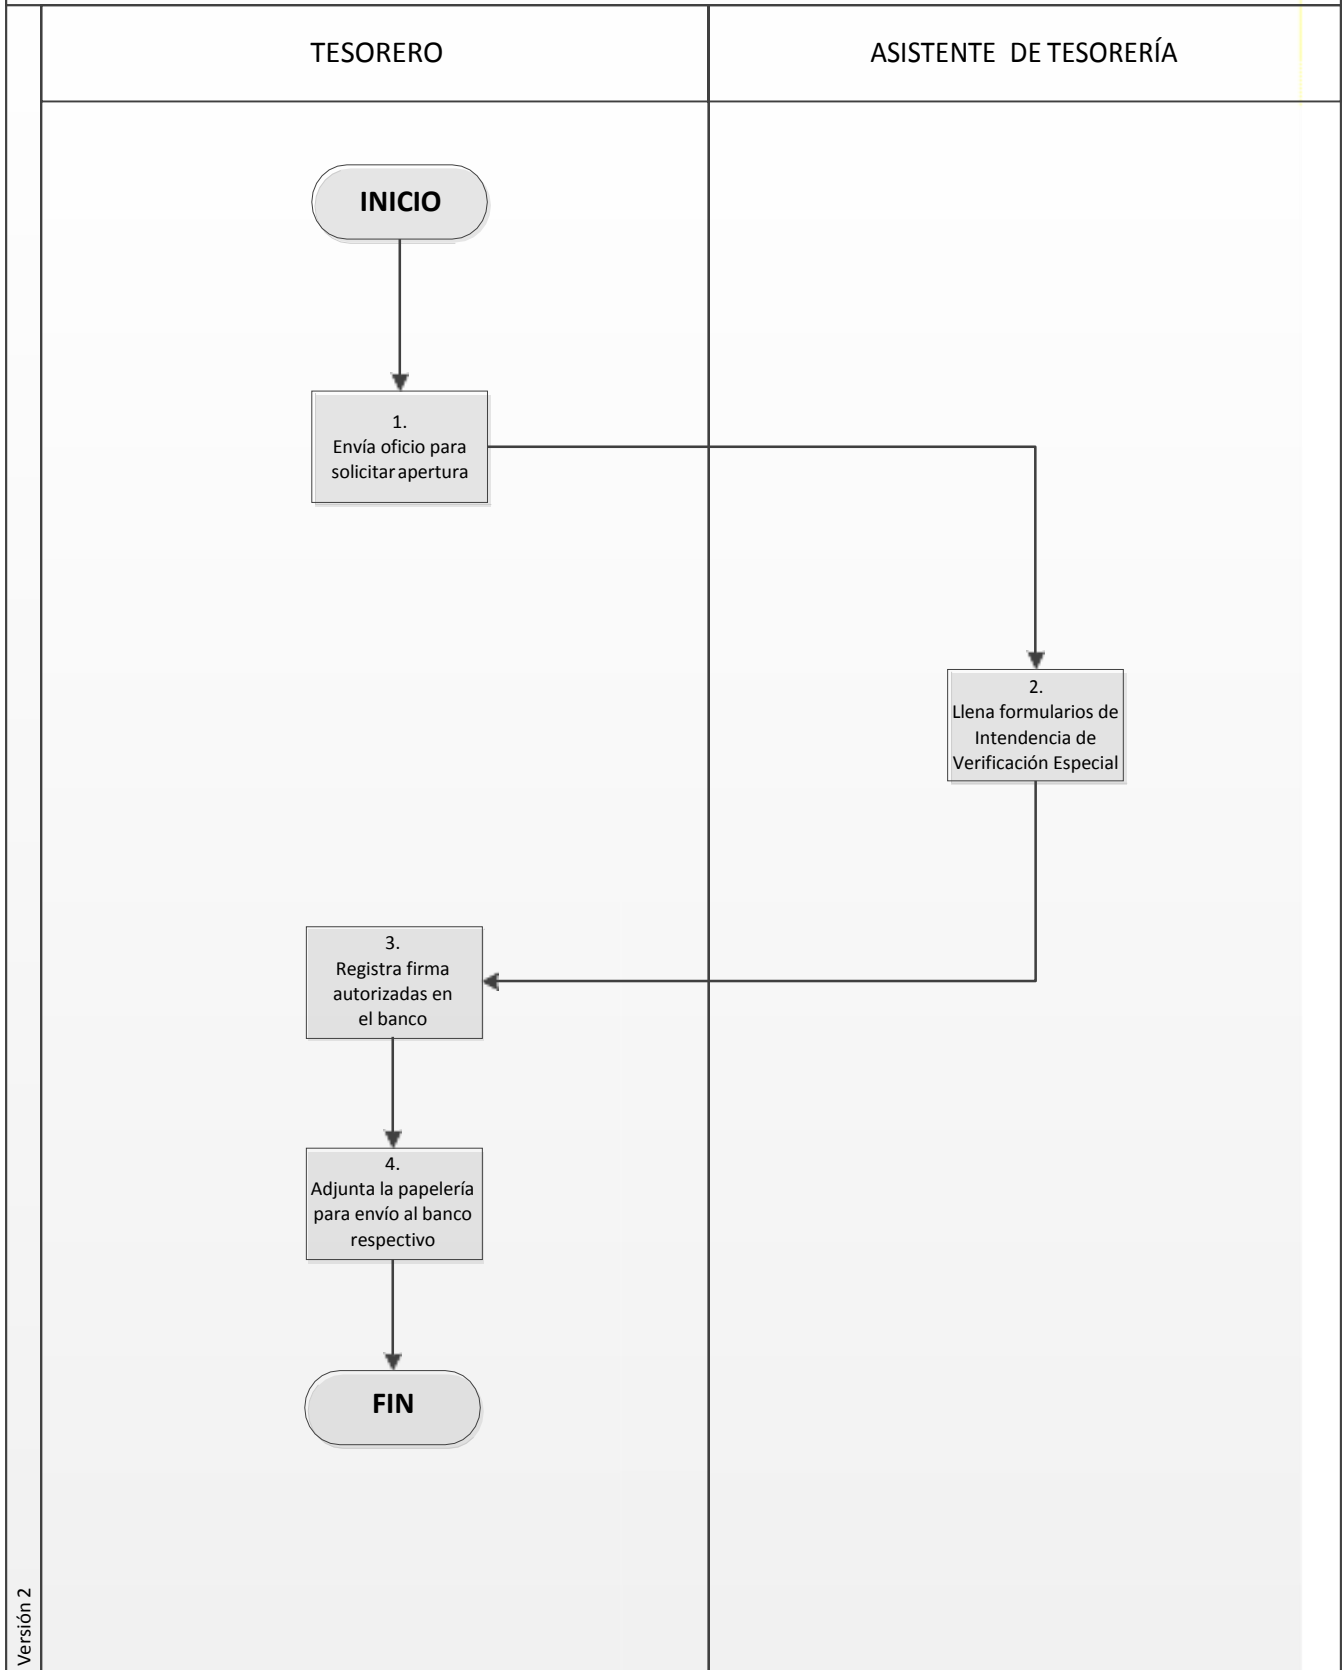 TESORERO
ASISTENTE DE TESORERÍA
INICIO
1.
Envía oficio para
solicitar apertura
2.
Llena formularios de
Intendencia de
Verificación Especial
3.
Registra firma
autorizadas en
el banco
4.
Adjunta la papelería
para envío al banco
respectivo
FIN
Versión 2